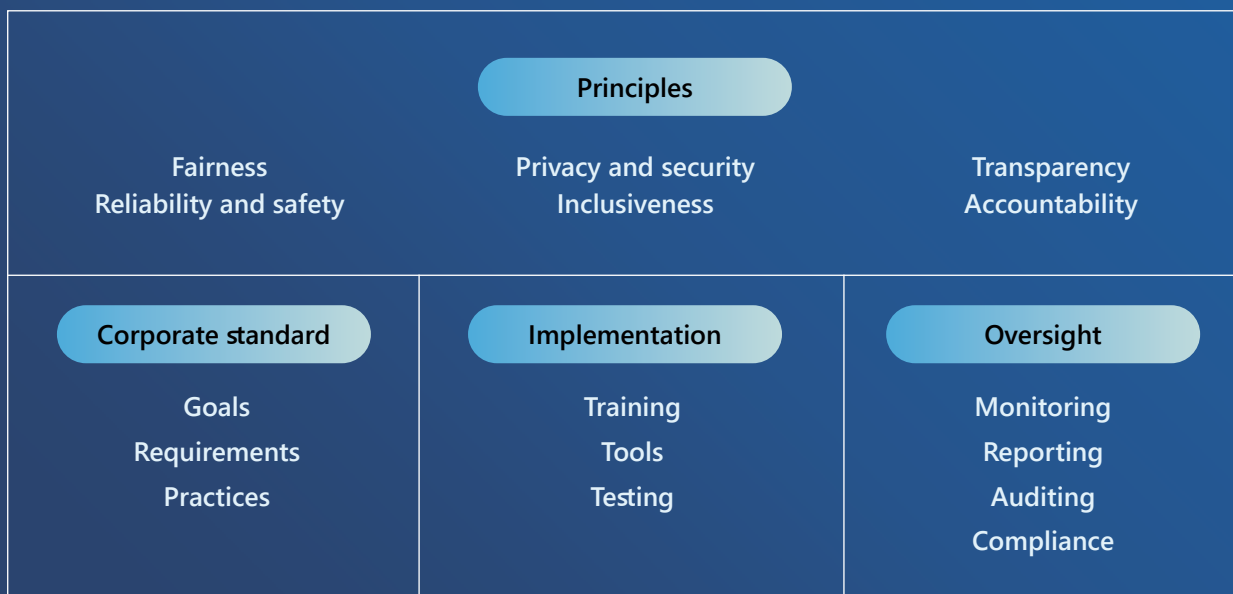 Principles
Fairness
Reliability and safety
Privacy and security
Inclusiveness
Transparency
Accountability
Corporate standard
Goals
Requirements
Practices
Implementation
Training
Tools
Testing
Oversight
Monitoring
Reporting
Auditing
Compliance